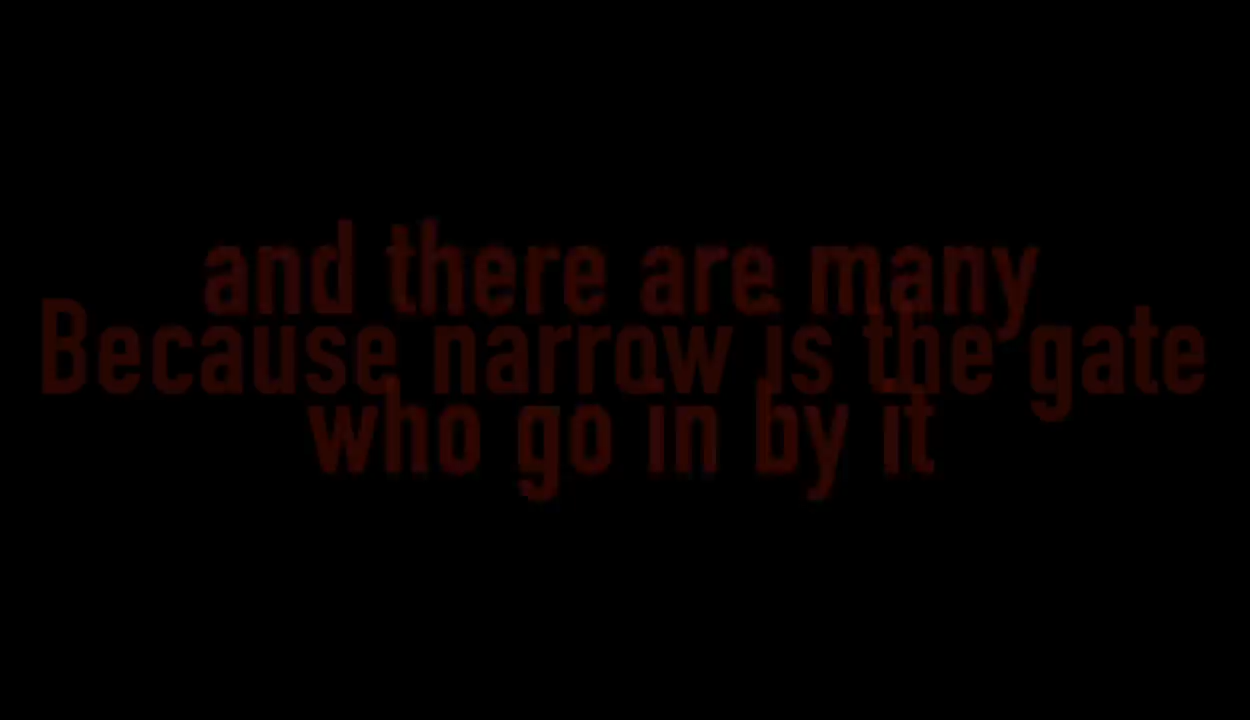 and there are many
Because narrow is the gate
who go in by it